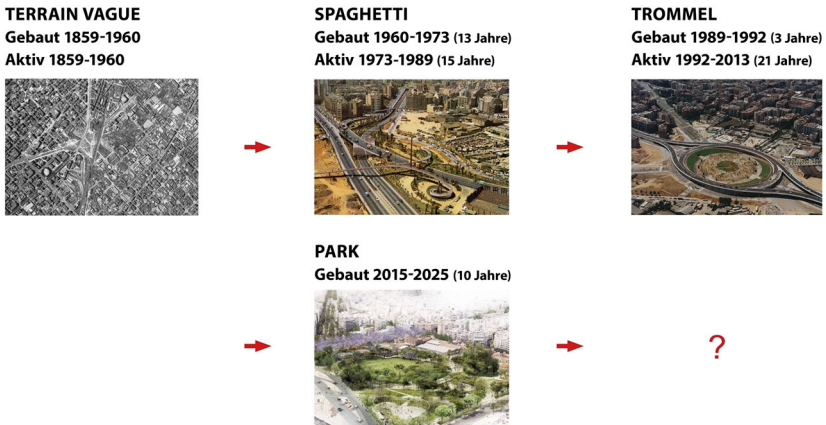 TERRAIN VAGUE
Gebaut 1859-1960
Aktiv 1859-1960
SPAGHETTI
Gebaut 1960-1973 (13 Jahre)
Aktiv 1973-1989 (15 Jahre)
TROMMEL
Gebaut 1989-1992 (3 Jahre)
Aktiv 1992-2013 (21 Jahre)
PARK
Gebaut 2015-2025 (10 Jahre)
?